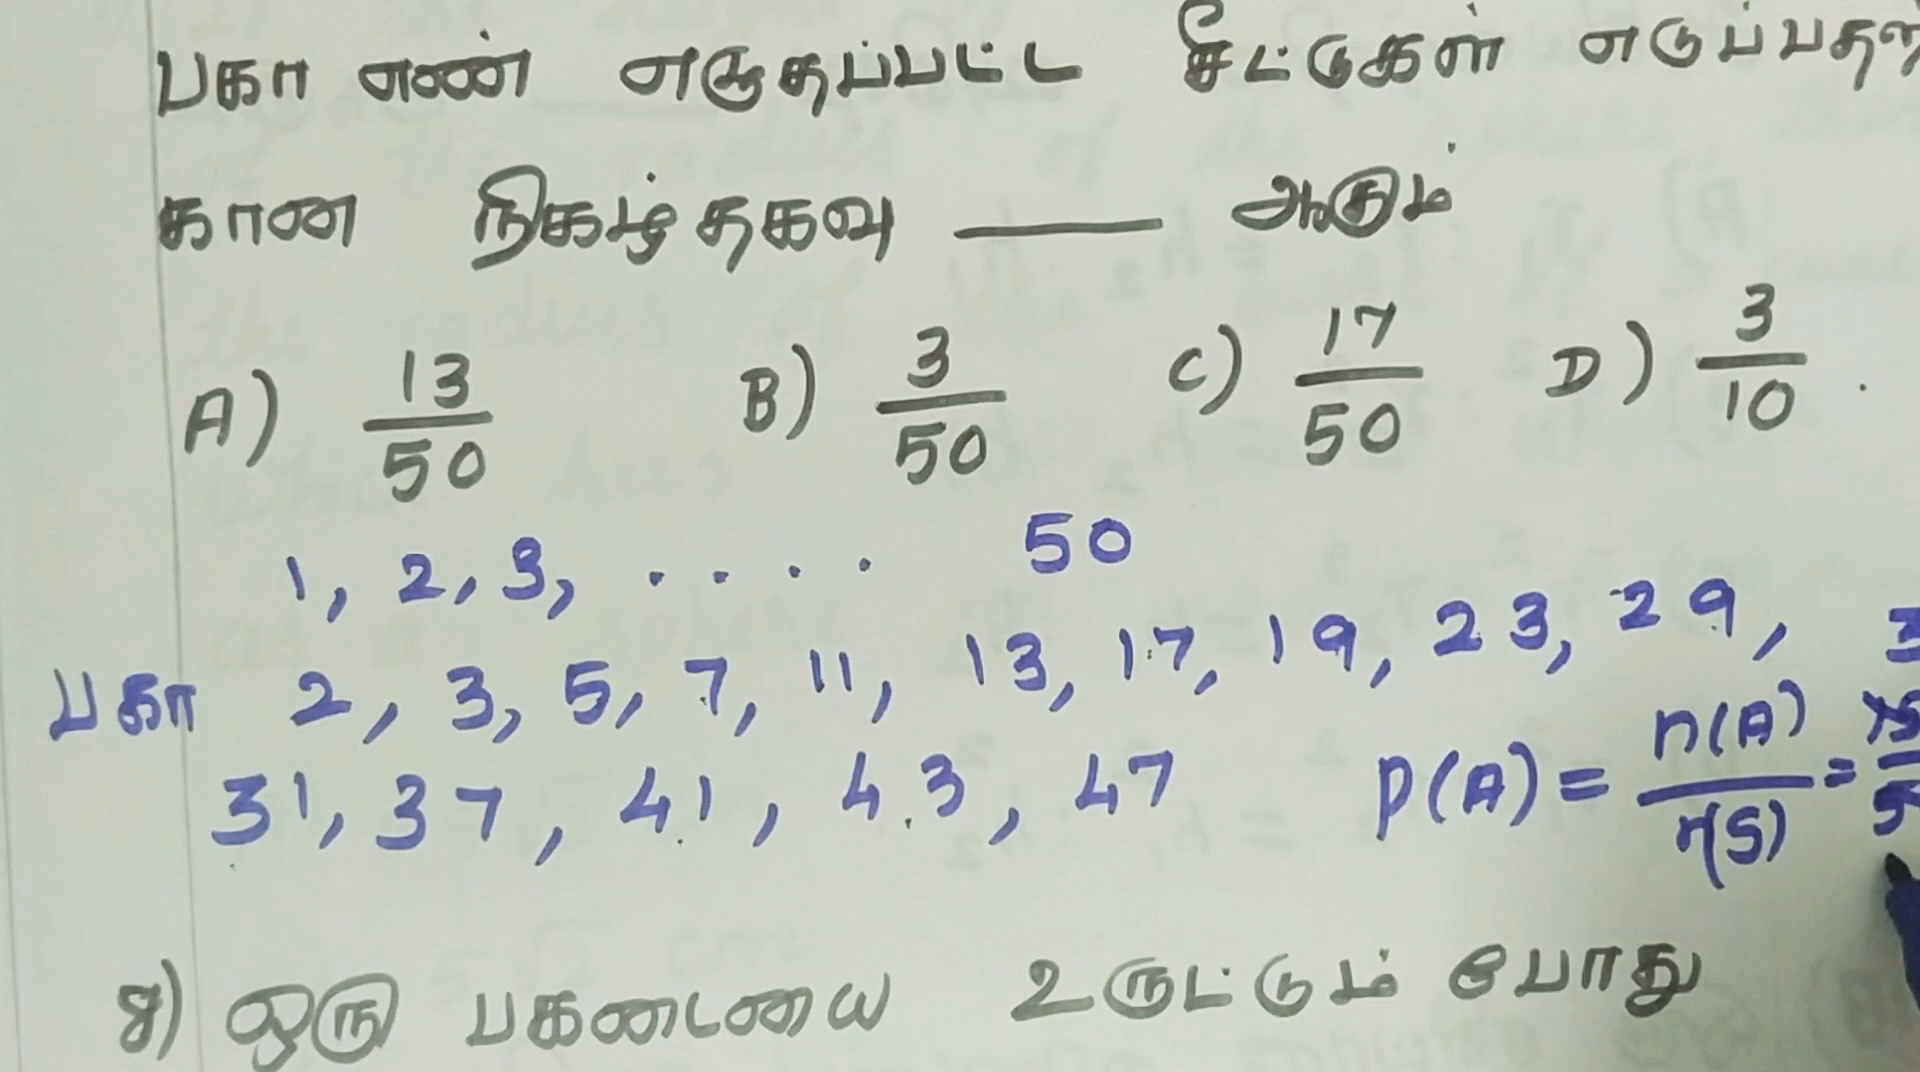 பகா எண் எழுதப்பட்ட சீட்டுகள் எடுப்பதற்
கான நிகழ்தகவு ____ ஆகும்
A) 13/50 B) 3/50 C) 17/50 D) 3/10 .
1, 2, 3, . . . . 50
பகா 2, 3, 5, 7, 11, 13, 17, 19, 23, 29,
31, 37, 41, 43, 47 P(A) = n(A)/n(S) =
8) ஒரு பகடையை உருட்டும் போது